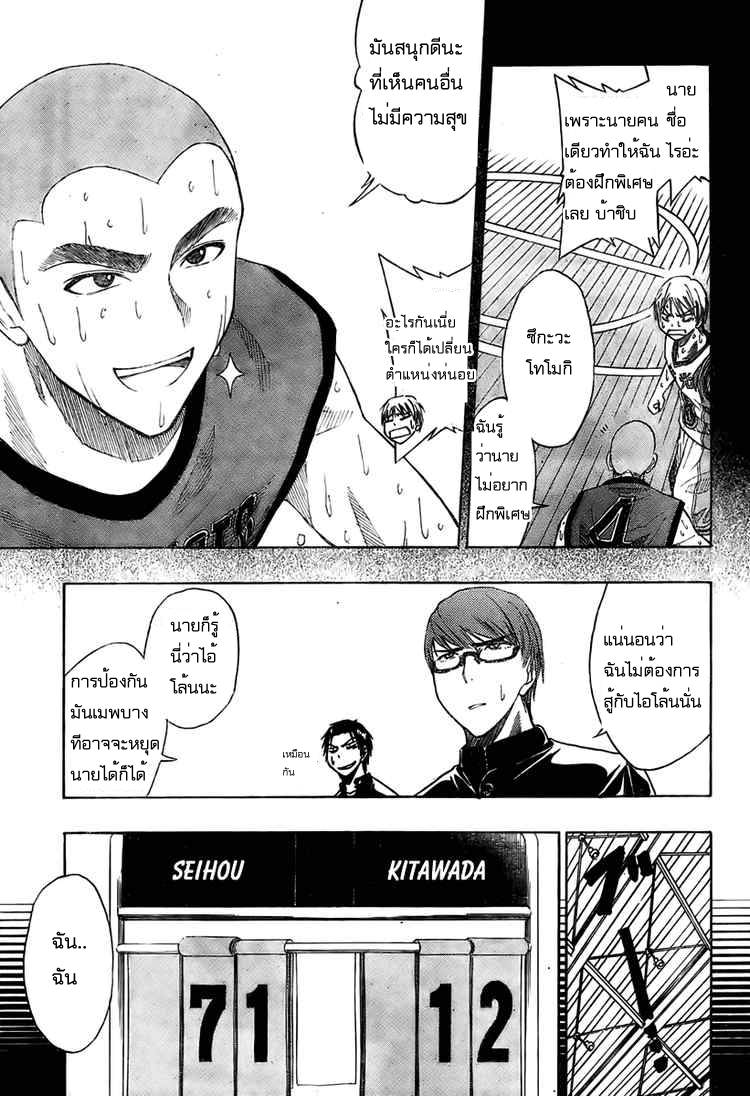 นาย
ชื่อ
ไรอ่ะ
เพราะนายคน
เดียวทำให้ฉัน
ต้องฝึกพิเศษ
เลย บ้าชิบ
ซึกะวะ
โทโมกิ
ฉันรู้
ว่านาย
ไม่อยาก
ฝึกพิเศษ
มันสนุกดีนะ
ที่เห็นคนอื่น
ไม่มีความสุข
อะไรกันเนี่ย
ใครก็ได้เปลี่ยน
ตำแหน่งห่นอย
4
แน่นอนว่า
ฉันไม่ต้องการ
สู้กับไอโล้นนั่น
นายก็รู้
นี่ว่าไอ้
โล้นนะ
การป้องกัน
มันเมพบาง
ทีอาจจะหยุด
นายได้ก็ได้
เหมือน
กัน
SEIHOU KITAWADA
71 12
ฉัน..
ฉัน